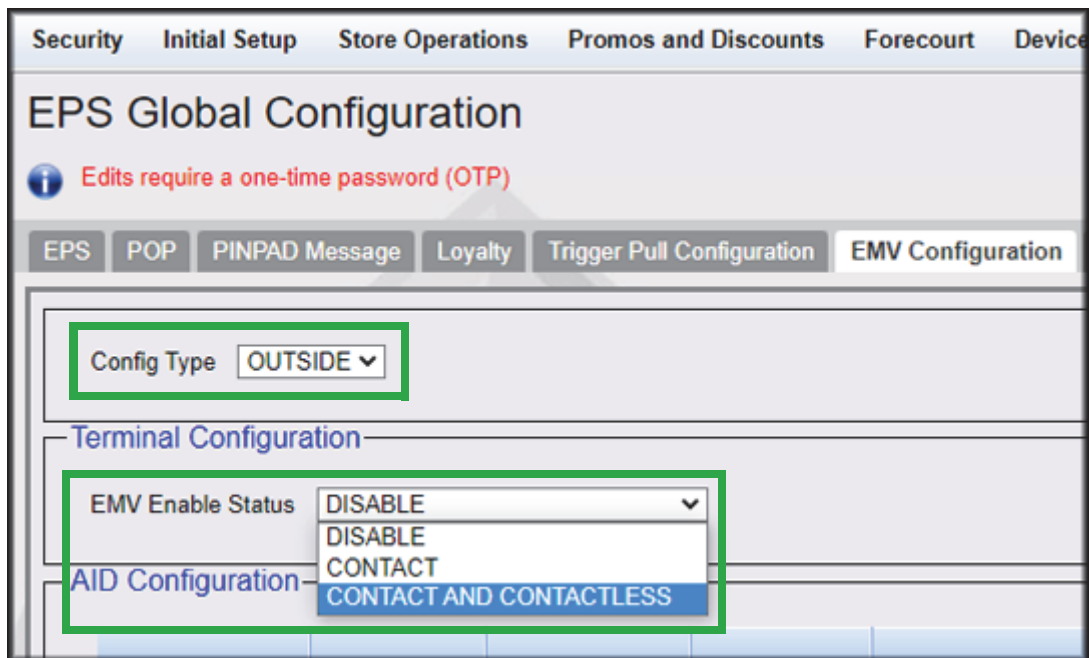 Security Initial Setup Store Operations Promos and Discounts Forecourt Device
EPS Global Configuration
Edits require a one-time password (OTP)
EPS POP PINPAD Message Loyalty Trigger Pull Configuration EMV Configuration
Config Type OUTSIDE
Terminal Configuration
EMV Enable Status DISABLE
DISABLE
CONTACT
AID Configuration
CONTACT AND CONTACTLESS